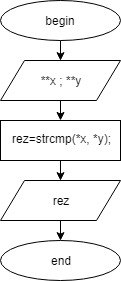 begin
**x ; **y
rez=strcmp(*x, *y);
rez
end